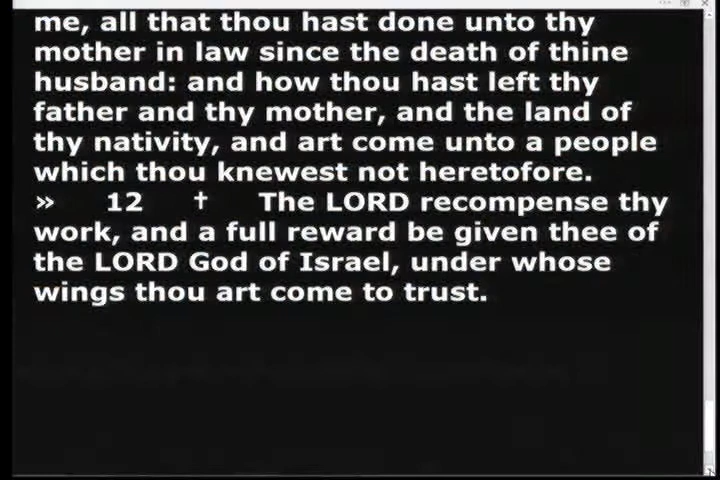 me, all that thou hast done unto thy
mother in law since the death of thine
husband: and how thou hast left thy
father and thy mother, and the land of
thy nativity, and art come unto a people
which thou knewest not heretofore.
» 12 † The LORD recompense thy
work, and a full reward be given thee of
the LORD God of Israel, under whose
wings thou art come to trust.